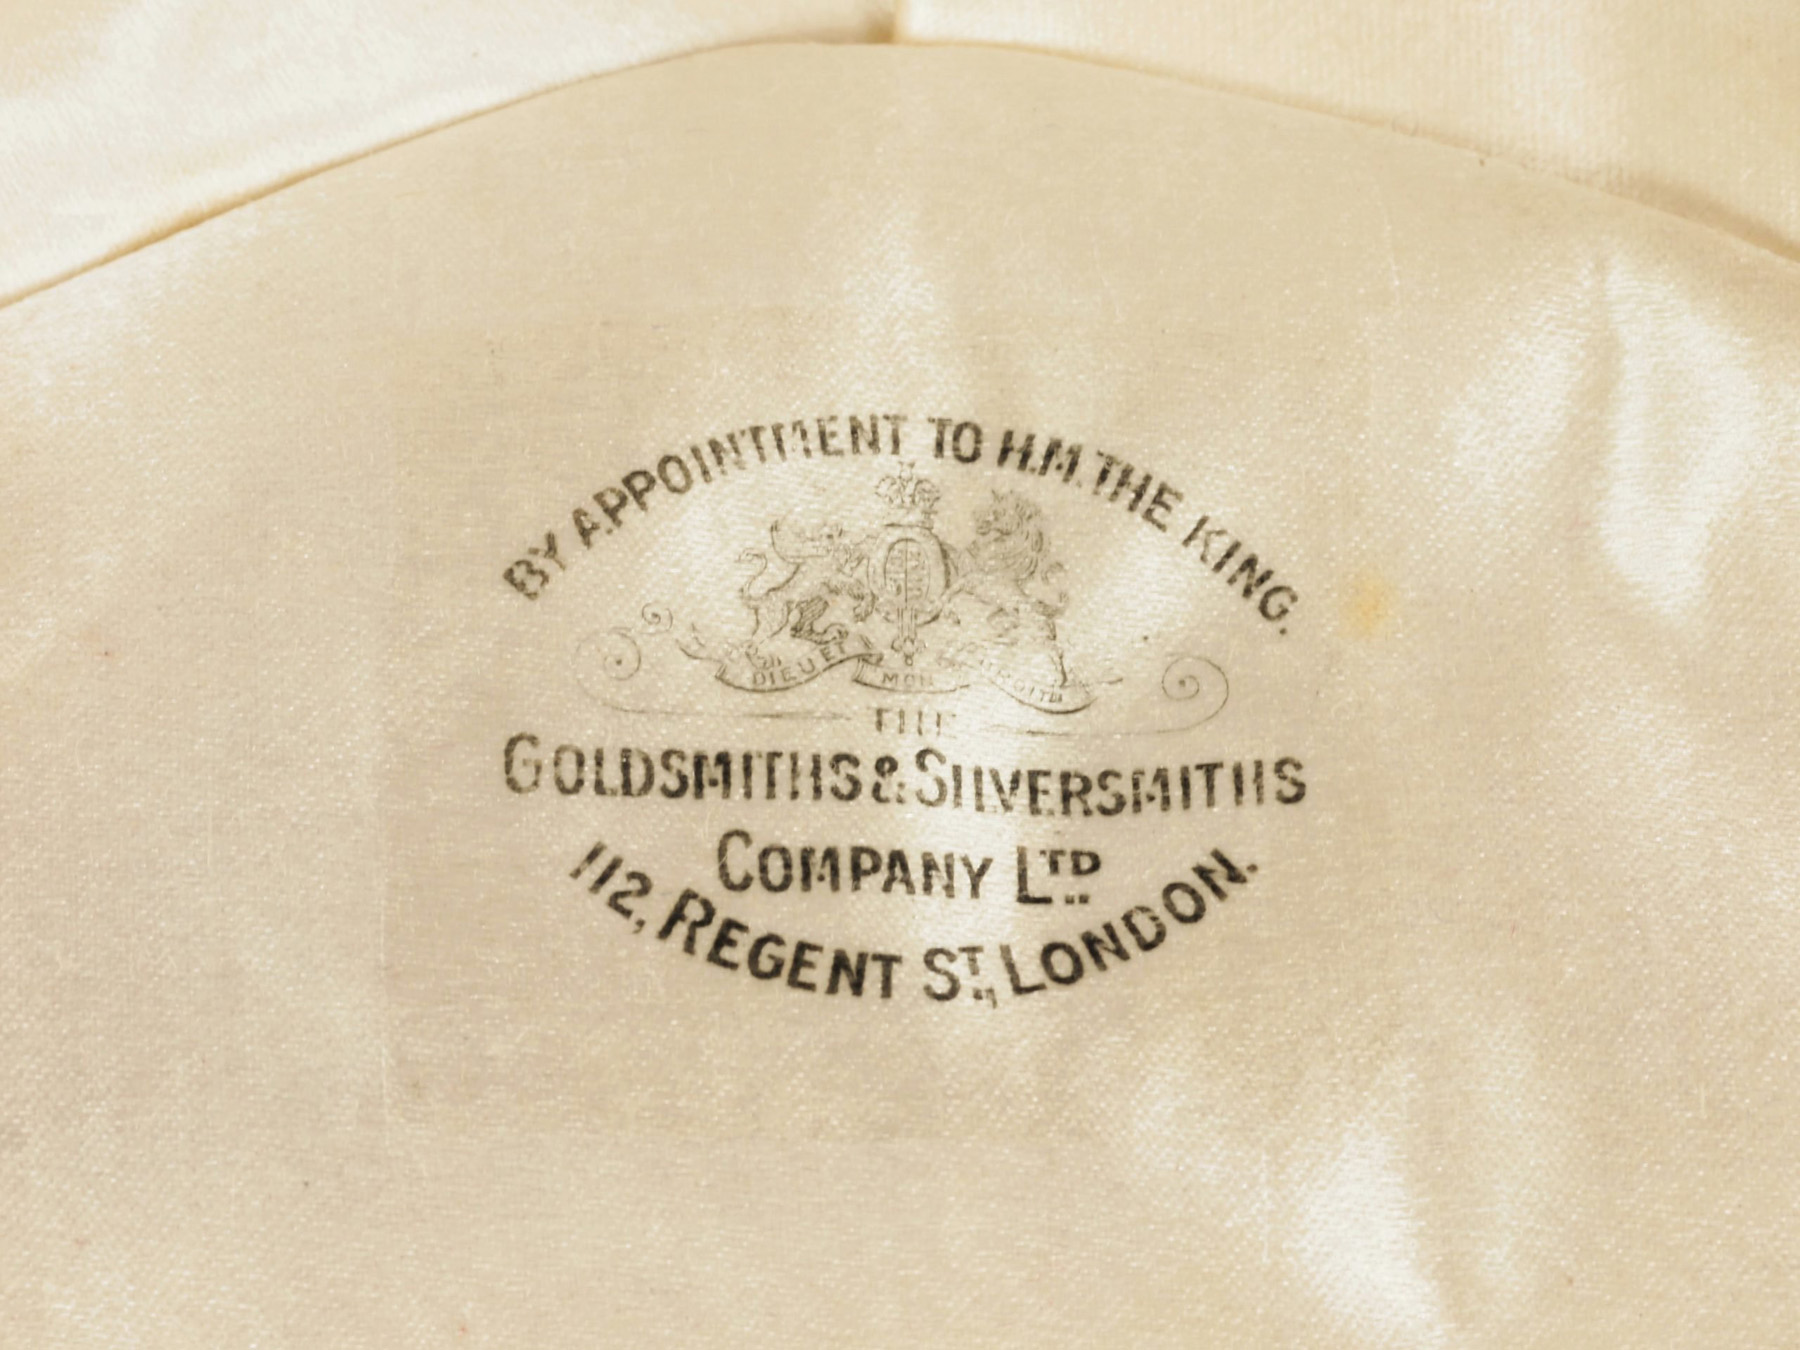 BY APPOINTMENT TO H.M. THE KING.
DIEU ET MON DROIT
THE
GOLDSMITHS & SILVERSMITHS
COMPANY LTD
112, REGENT ST, LONDON.